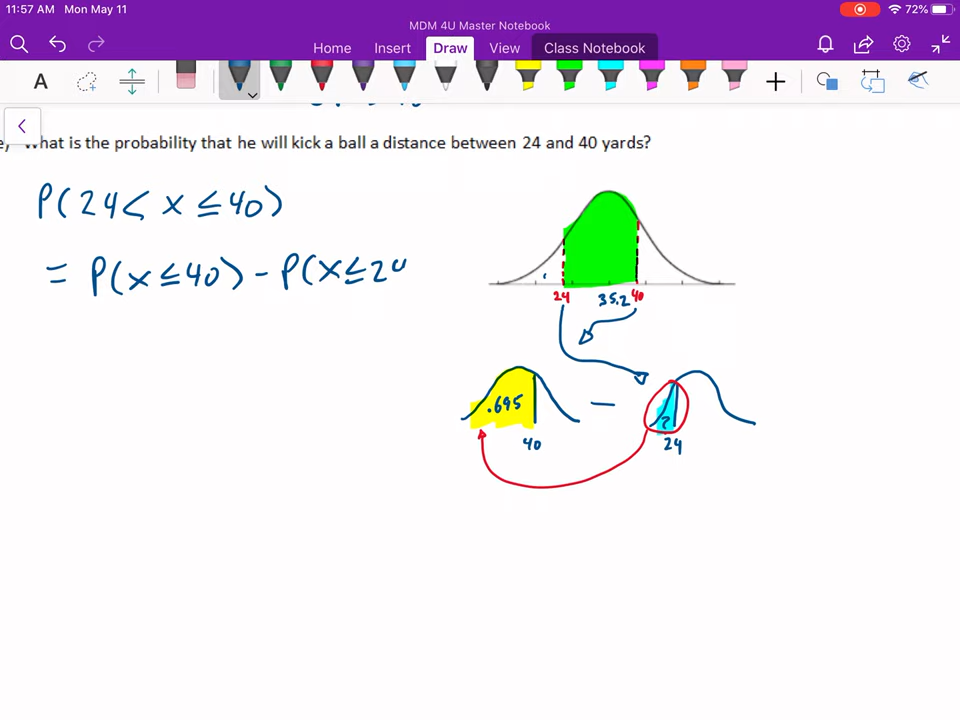 11:57 AM Mon May 11
72%
MDM 4U Master Notebook
Home Insert Draw View Class Notebook
A
What is the probability that he will kick a ball a distance between 24 and 40 yards?
P(24 < x ≤ 40)
= P(x ≤ 40) - P(x ≤ 2
24 35.2 40
.695 - ?
40 24